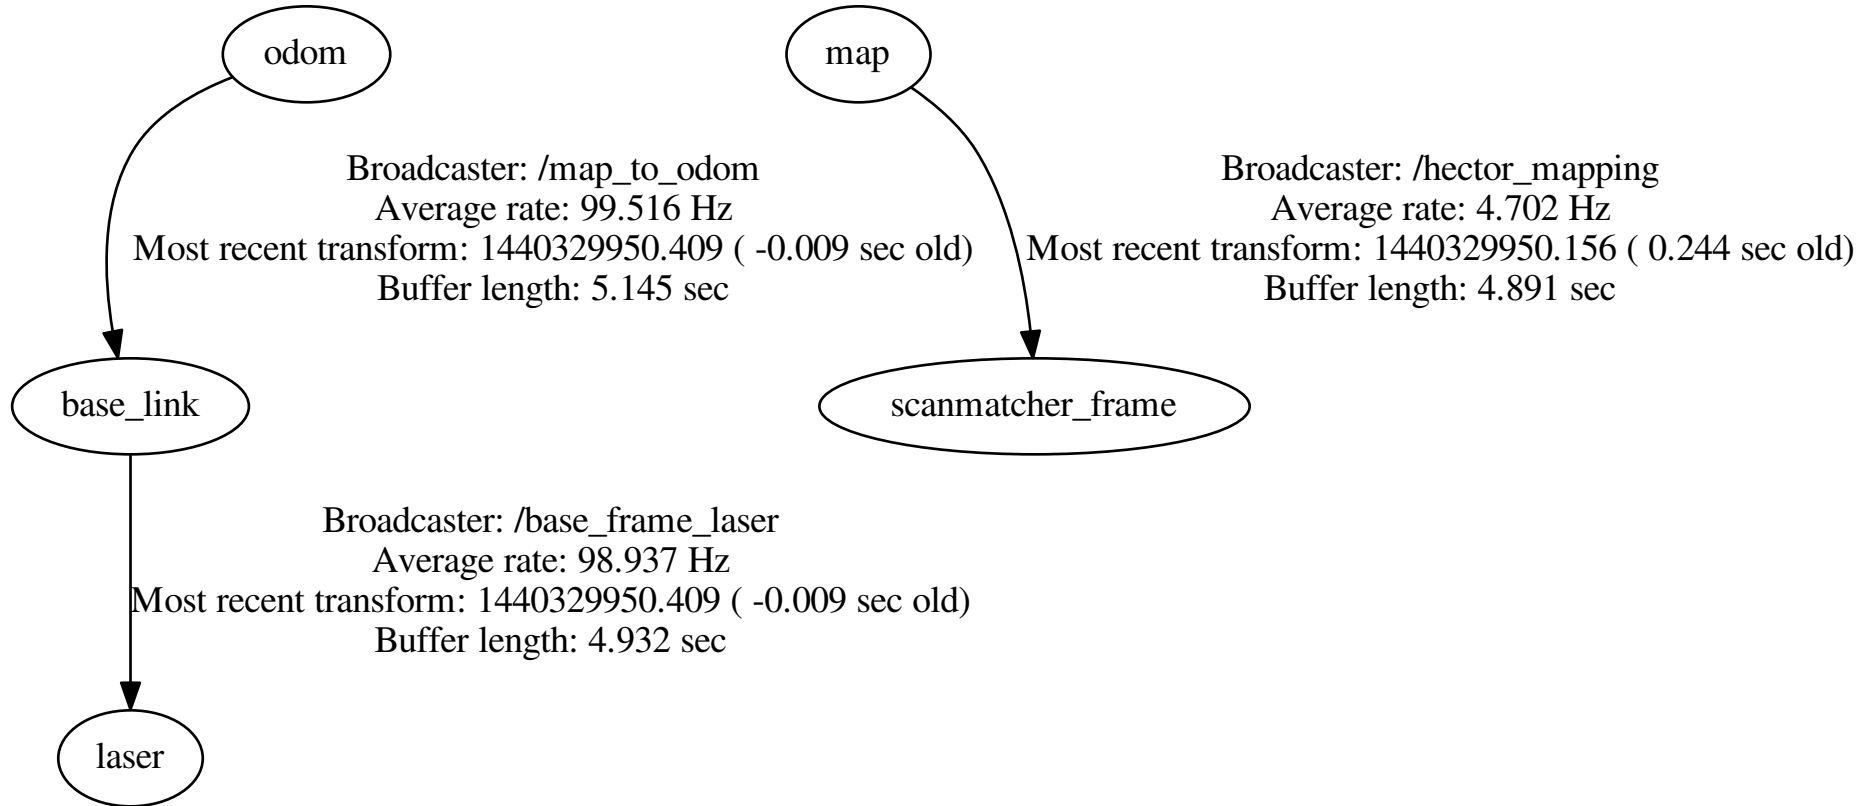 odom
map
Broadcaster: /map_to_odom
Average rate: 99.516 Hz
Most recent transform: 1440329950.409 ( -0.009 sec old)
Buffer length: 5.145 sec
Broadcaster: /hector_mapping
Average rate: 4.702 Hz
Most recent transform: 1440329950.156 ( 0.244 sec old)
Buffer length: 4.891 sec
base_link
scanmatcher_frame
Broadcaster: /base_frame_laser
Average rate: 98.937 Hz
Most recent transform: 1440329950.409 ( -0.009 sec old)
Buffer length: 4.932 sec
laser